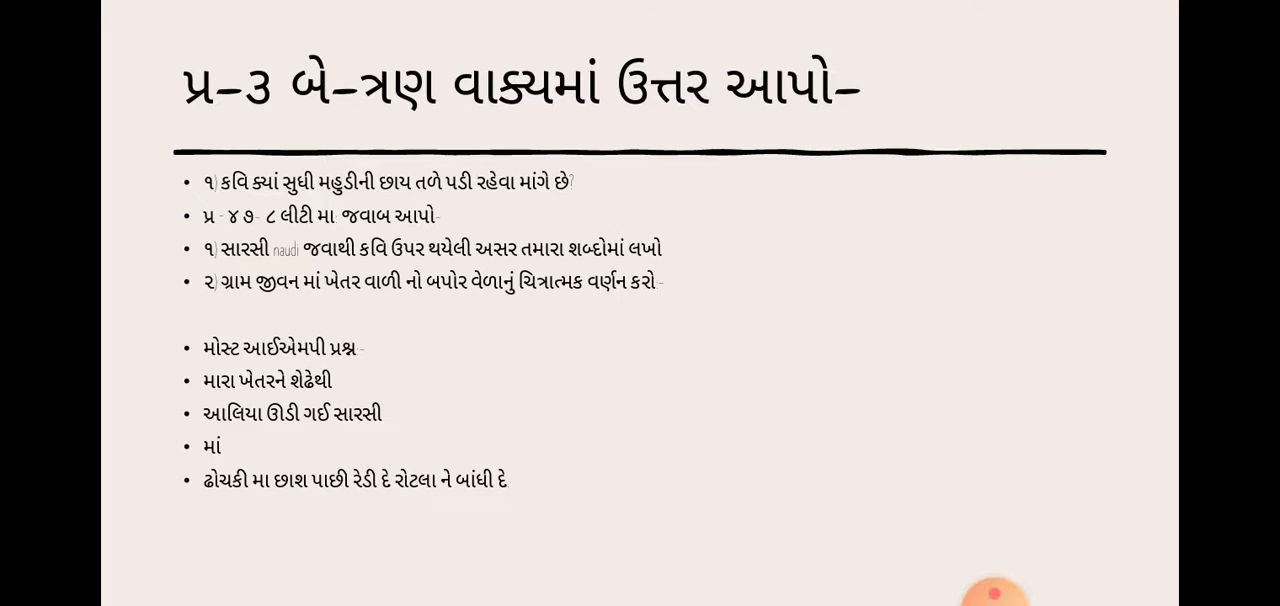 પ્ર-૩ બે-ત્રણ વાક્યમાં ઉત્તર આપો-
• ૧) કવિ ક્યાં સુધી મહુડીની છાય તળે પડી રહેવા માંગે છે?
• પ્ર - ૪ ૭- ૮ લીટી મા: જવાબ આપો-
• ૧) સારસી naudi જવાથી કવિ ઉપર થયેલી અસર તમારા શબ્દોમાં લખો
• ૨) ગ્રામ જીવન માં ખેતર વાળી નો બપોર વેળાનું ચિત્રાત્મક વર્ણન કરો-
• મોસ્ટ આઈએમપી પ્રશ્ન:-
• મારા ખેતરને શેઢેથી
• આલિયા ઊડી ગઈ સારસી
• માં
• ઢોચકી મા છાશ પાછી રેડી દે રોટલા ને બાંધી દે